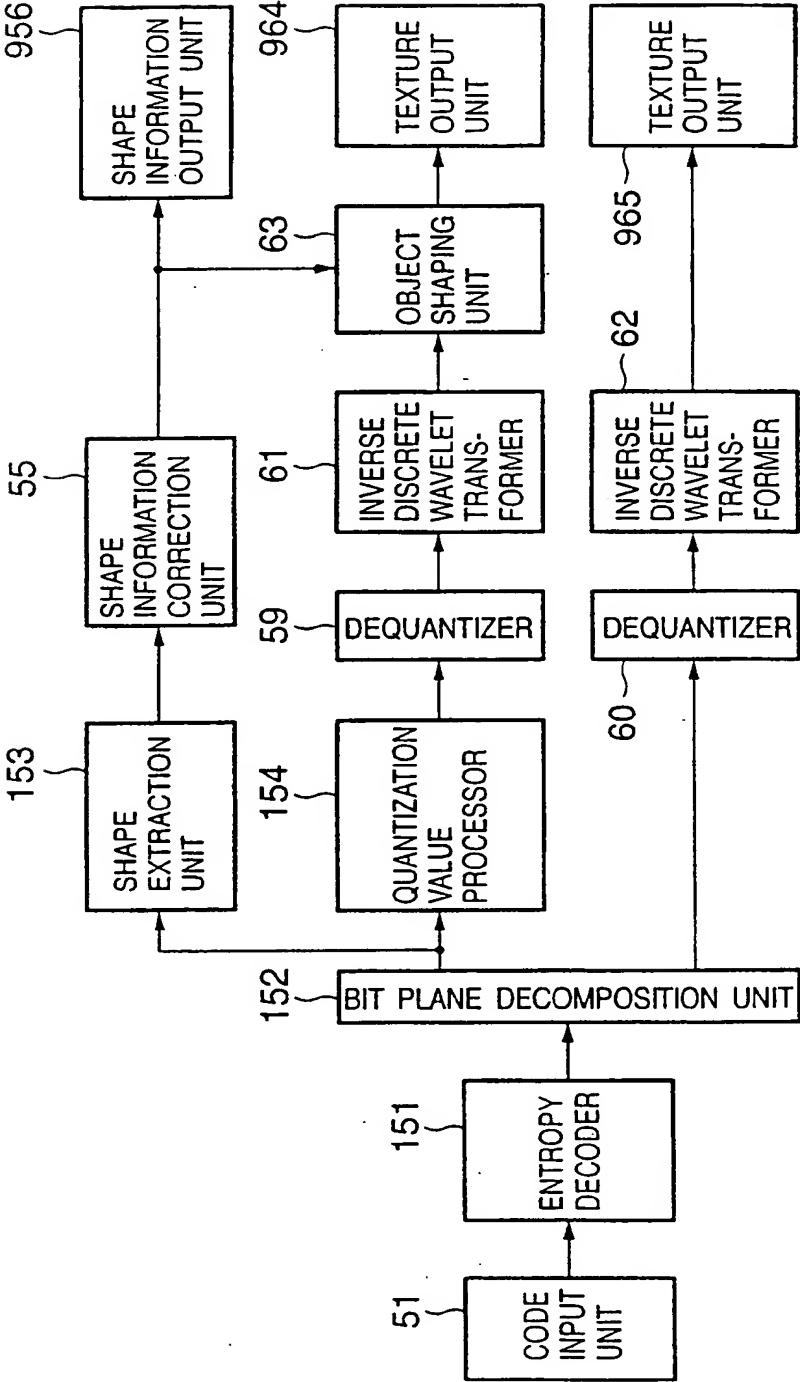 51
CODE
INPUT
UNIT
151
ENTROPY
DECODER
152
BIT PLANE DECOMPOSITION UNIT
153
SHAPE
EXTRACTION
UNIT
55
SHAPE
INFORMATION
CORRECTION
UNIT
956
SHAPE
INFORMATION
OUTPUT UNIT
154
QUANTIZATION
VALUE
PROCESSOR
59
DEQUANTIZER
61
INVERSE
DISCRETE
WAVELET
TRANS-
FORMER
63
OBJECT
SHAPING
UNIT
964
TEXTURE
OUTPUT
UNIT
60
DEQUANTIZER
62
INVERSE
DISCRETE
WAVELET
TRANS-
FORMER
965
TEXTURE
OUTPUT
UNIT